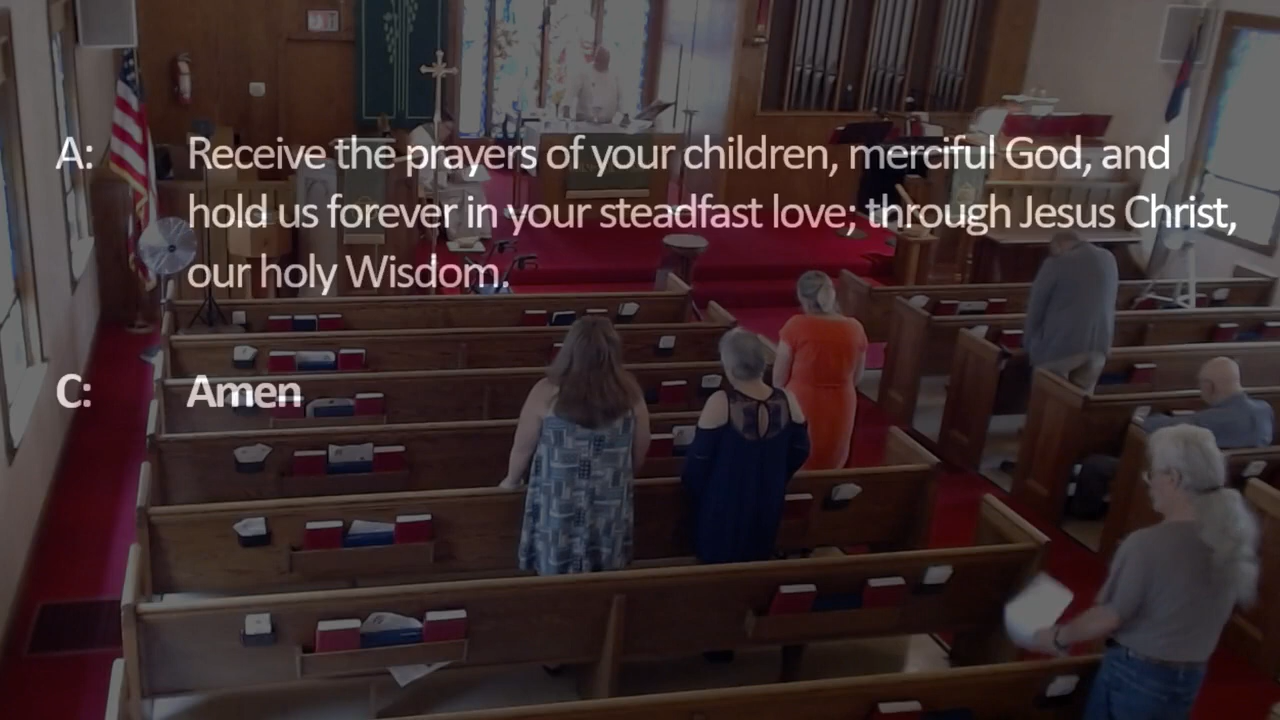 A: Receive the prayers of your children, merciful God, and
hold us forever in your steadfast love; through Jesus Christ,
our holy Wisdom.
C: Amen